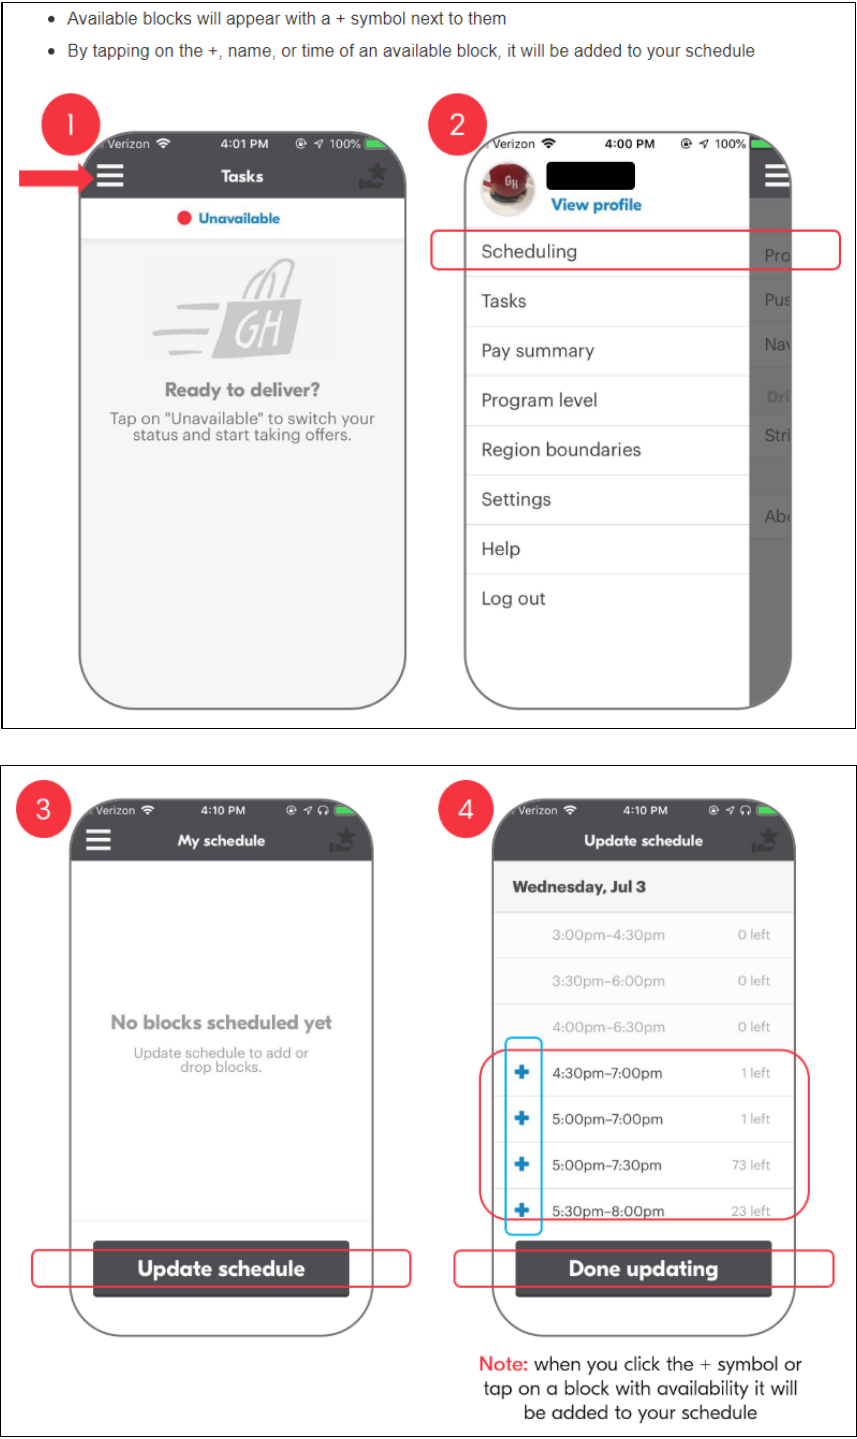 Available blocks will appear with a + symbol next to them
By tapping on the +, name, or time of an available block, it will be added to your schedule
1
Verizon 4:01 PM 100%
Tasks
Unavailable
GH
Ready to deliver?
Tap on "Unavailable" to switch your
status and start taking offers.
2
Verizon 4:00 PM 100%
GH
View profile
Scheduling
Tasks
Pay summary
Program level
Region boundaries
Settings
Help
Log out
Pro
Pus
Nav
Dri
Stri
Abo
3
Verizon 4:10 PM
My schedule
No blocks scheduled yet
Update schedule to add or
drop blocks.
Update schedule
4
Verizon 4:10 PM
Update schedule
Wednesday, Jul 3
3:00pm–4:30pm 0 left
3:30pm–6:00pm 0 left
4:00pm–6:30pm 0 left
+ 4:30pm–7:00pm 1 left
+ 5:00pm–7:00pm 1 left
+ 5:00pm–7:30pm 73 left
+ 5:30pm–8:00pm 23 left
Done updating
Note: when you click the + symbol or
tap on a block with availability it will
be added to your schedule